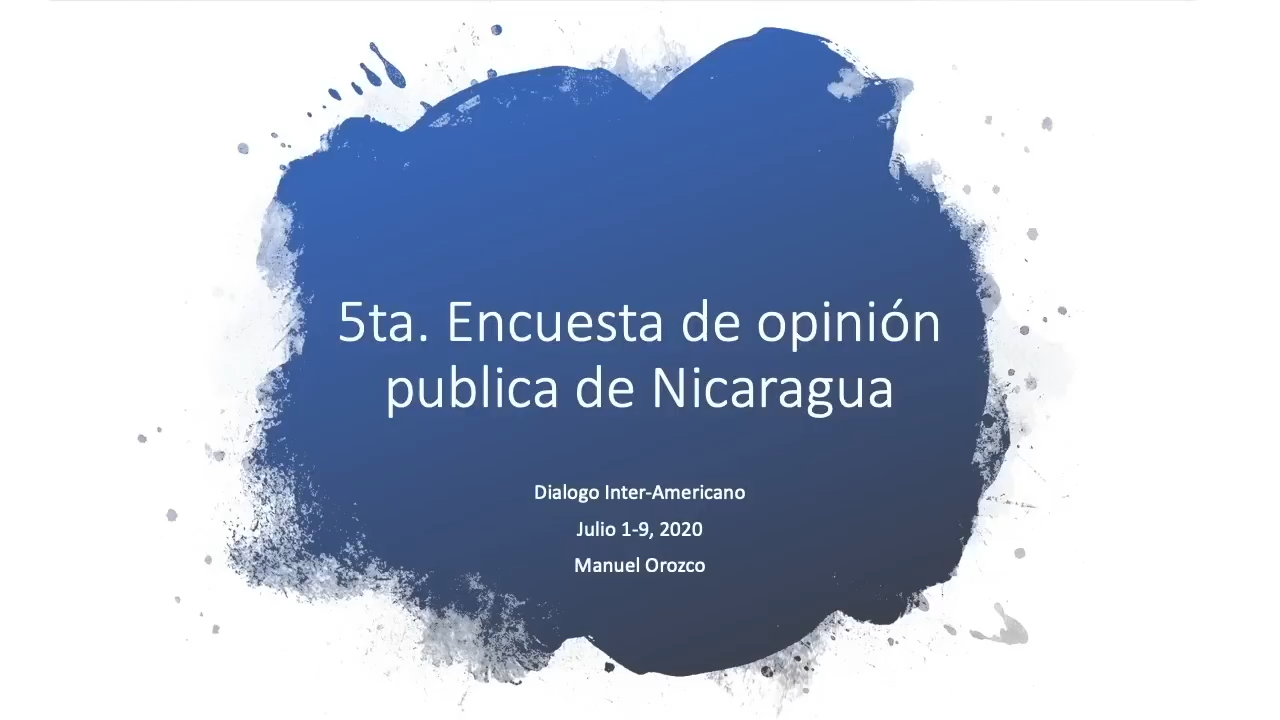 5ta. Encuesta de opinión
publica de Nicaragua
Dialogo Inter-Americano
Julio 1-9, 2020
Manuel Orozco